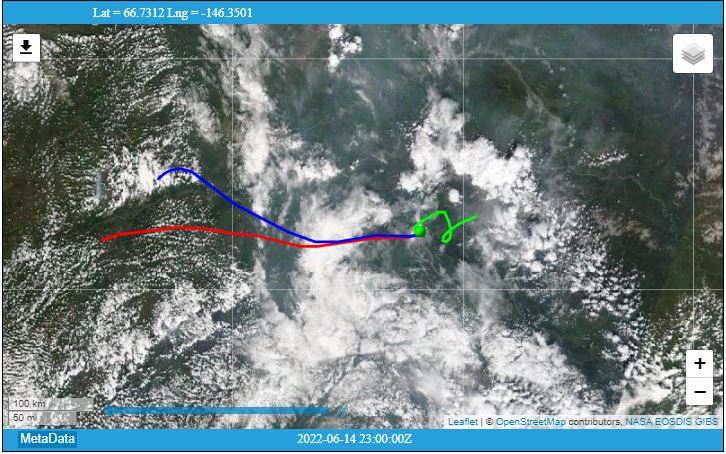 Lat = 66.7312 Lng = -146.3501
+
−
100 km
50 mi
Leaflet | © OpenStreetMap contributors, NASA EOSDIS GIBS
MetaData
2022-06-14 23:00:00Z